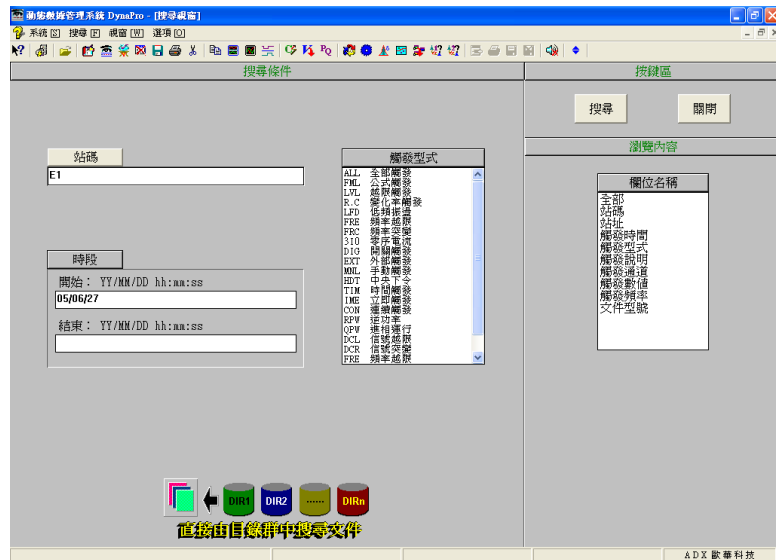 動態數據管理系統 DynaPro - [搜尋視窗]
系統[S] 搜尋[F] 視窗[W] 選項[O]
搜尋條件
按鍵區
搜尋
關閉
瀏覽內容
站碼
E1
觸發型式
ALL 全部觸發
FML 公式觸發
LVL 越限觸發
R.C 變化率觸發
LFD 低頻振盪
FRE 頻率越限
FRC 頻率突變
3I0 零序電流
DIG 開關觸發
EXT 外部觸發
MNL 手動觸發
HDT 中央下令
TIM 時間觸發
IME 立即觸發
CON 連續觸發
RPW 逆功率
QPW 進相運行
DCL 信號越限
DCR 信號突變
FRE 頻率越限
欄位名稱
全部
站碼
站址
觸發時間
觸發型式
觸發說明
觸發通道
觸發數值
觸發頻率
文件型號
時段
開始： YY/MM/DD hh:mm:ss
05/06/27
結束： YY/MM/DD hh:mm:ss
DIR1 DIR2 ...... DIRn
直接由目錄群中搜尋文件
ADX 歐華科技